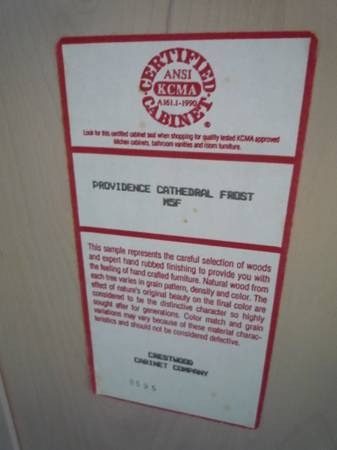 CERTIFIED
ANSI
KCMA
A161.1-1990
CABINET
®
Look for this certified cabinet seal when shopping for quality tested KCMA approved
kitchen cabinets, bathroom vanities and room furniture.
PROVIDENCE CATHEDRAL FROST
M5F
This sample represents the careful selection of woods
and expert hand rubbed finishing to provide you with
the feeling of hand crafted furniture. Natural wood from
each tree varies in grain pattern, density and color. The
effect of nature's original beauty on the final color are
considered to be the distinctive character so highly
sought after for generations. Color match and grain
variations may vary because of these material charac-
teristics and should not be considered defective.
CRESTWOOD
CABINET COMPANY
0595